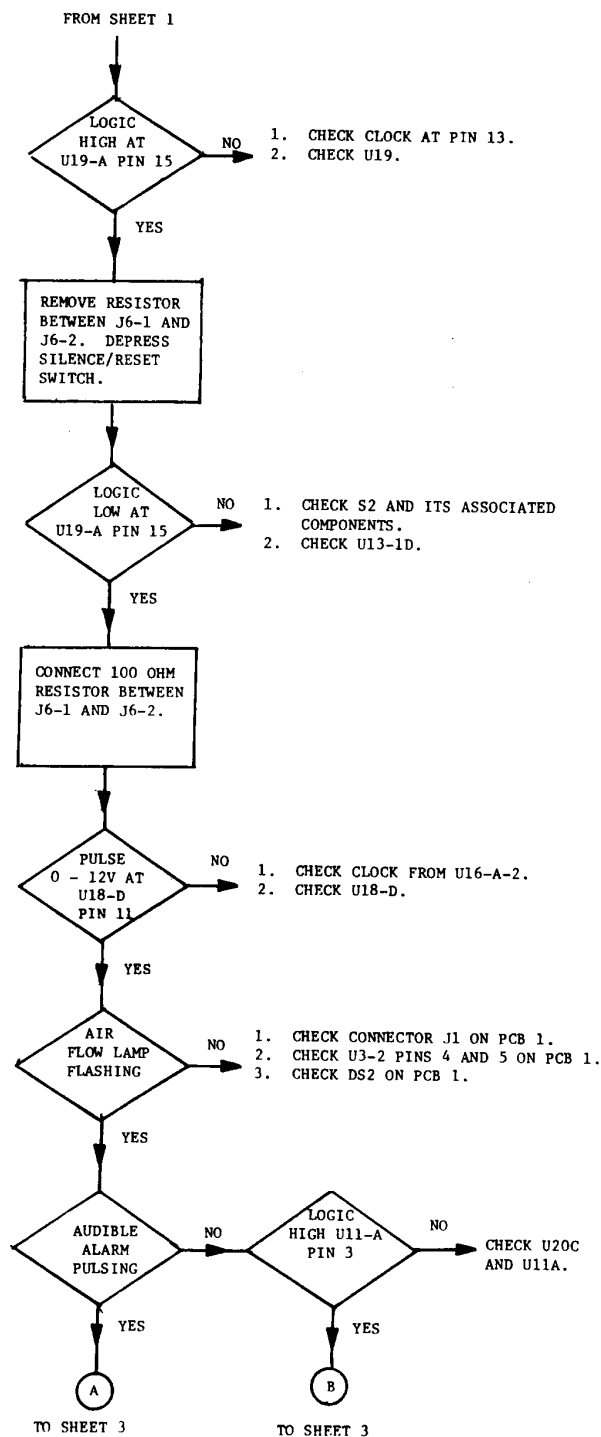 FROM SHEET 1
LOGIC
HIGH AT
U19-A PIN 15
NO
1. CHECK CLOCK AT PIN 13.
2. CHECK U19.
YES
REMOVE RESISTOR
BETWEEN J6-1 AND
J6-2. DEPRESS
SILENCE/RESET
SWITCH.
LOGIC
LOW AT
U19-A PIN 15
NO
1. CHECK S2 AND ITS ASSOCIATED
COMPONENTS.
2. CHECK U13-1D.
YES
CONNECT 100 OHM
RESISTOR BETWEEN
J6-1 AND J6-2.
PULSE
0 - 12V AT
U18-D
PIN 11
NO
1. CHECK CLOCK FROM U16-A-2.
2. CHECK U18-D.
YES
AIR
FLOW LAMP
FLASHING
NO
1. CHECK CONNECTOR J1 ON PCB 1.
2. CHECK U3-2 PINS 4 AND 5 ON PCB 1.
3. CHECK DS2 ON PCB 1.
YES
AUDIBLE
ALARM
PULSING
NO
LOGIC
HIGH U11-A
PIN 3
NO
CHECK U20C
AND U11A.
YES
YES
A
B
TO SHEET 3
TO SHEET 3